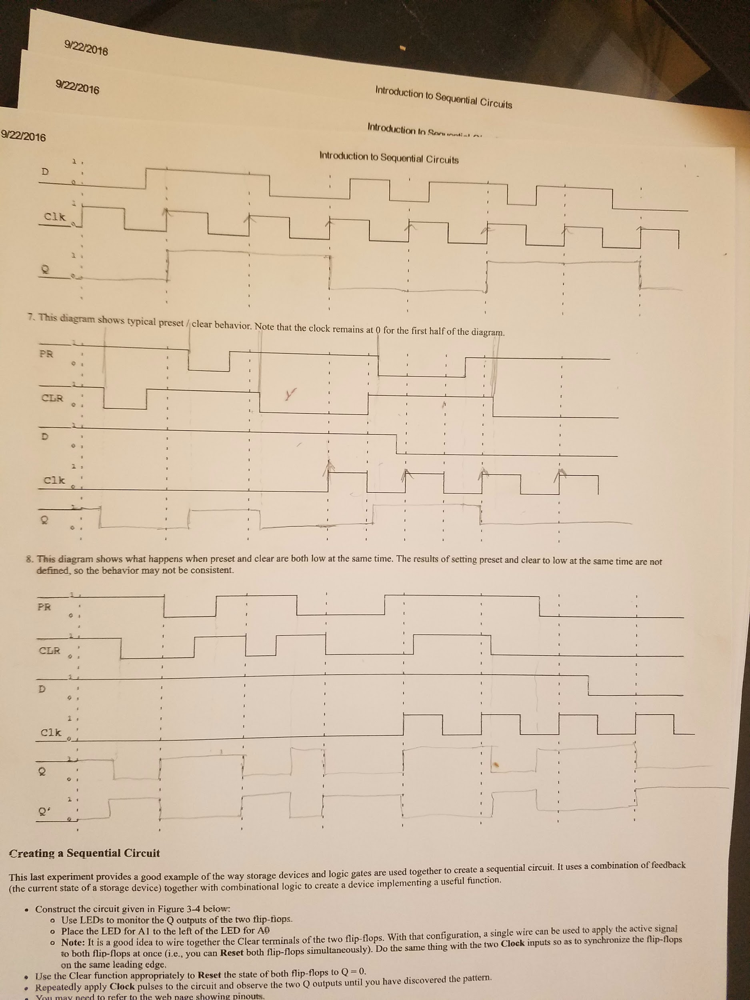 9/22/2016
Introduction to Sequential Circuits
9/22/2016
Introduction to
9/22/2016
Introduction to Sequential Circuits
1
D
0
1
Clk
0
1
Q
0
7. This diagram shows typical preset / clear behavior. Note that the clock remains at 0 for the first half of the diagram.
1
PR
0
1
CLR
0
1
D
0
1
Clk
0
1
Q
0
8. This diagram shows what happens when preset and clear are both low at the same time. The results of setting preset and clear to low at the same time are not
defined, so the behavior may not be consistent.
1
PR
0
1
CLR
0
1
D
0
1
Clk
0
1
Q
0
1
Q'
0
Creating a Sequential Circuit
This last experiment provides a good example of the way storage devices and logic gates are used together to create a sequential circuit. It uses a combination of feedback
(the current state of a storage device) together with combinational logic to create a device implementing a useful function.
• Construct the circuit given in Figure 3-4 below:
o Use LEDs to monitor the Q outputs of the two flip-flops.
o Place the LED for A1 to the left of the LED for A0
o Note: It is a good idea to wire together the Clear terminals of the two flip-flops. With that configuration, a single wire can be used to apply the active signal
to both flip-flops at once (i.e., you can Reset both flip-flops simultaneously). Do the same thing with the two Clock inputs so as to synchronize the flip-flops
on the same leading edge.
• Use the Clear function appropriately to Reset the state of both flip-flops to Q = 0.
• Repeatedly apply Clock pulses to the circuit and observe the two Q outputs until you have discovered the pattern.
• You may need to refer to the web page showing pinouts.